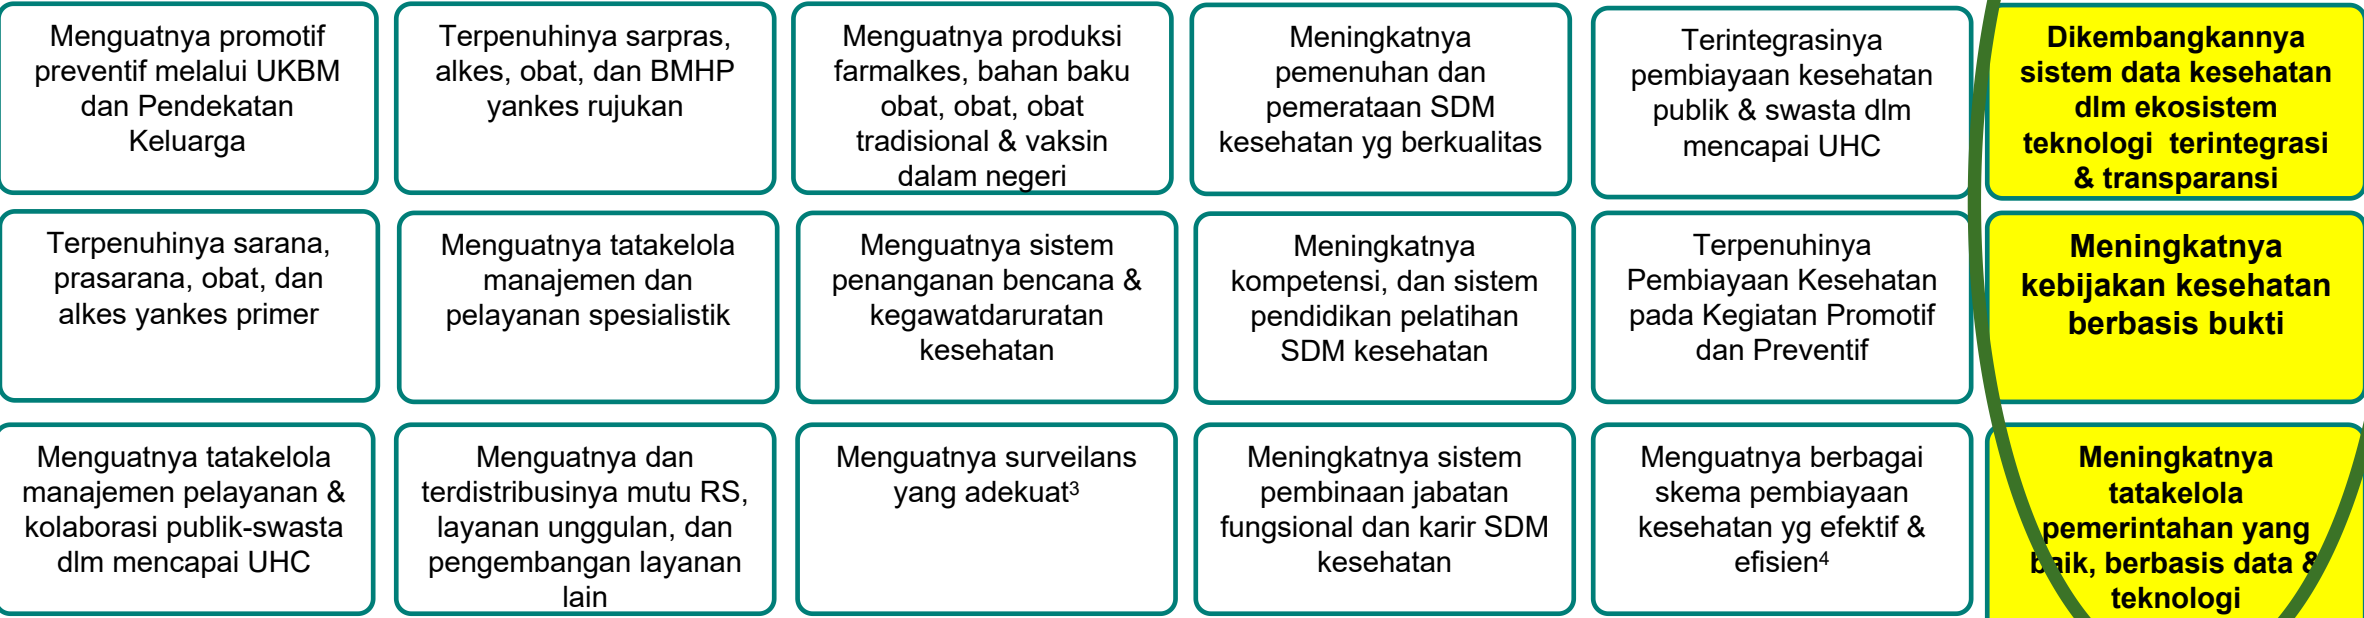 Menguatnya promotif
preventif melalui UKBM
dan Pendekatan
Keluarga
Terpenuhinya sarpras,
alkes, obat, dan BMHP
yankes rujukan
Menguatnya produksi
farmalkes, bahan baku
obat, obat, obat
tradisional & vaksin
dalam negeri
Meningkatnya
pemenuhan dan
pemerataan SDM
kesehatan yg berkualitas
Terintegrasinya
pembiayaan kesehatan
publik & swasta dlm
mencapai UHC
Dikembangkannya
sistem data kesehatan
dlm ekosistem
teknologi terintegrasi
& transparansi
Terpenuhinya sarana,
prasarana, obat, dan
alkes yankes primer
Menguatnya tatakelola
manajemen dan
pelayanan spesialistik
Menguatnya sistem
penanganan bencana &
kegawatdaruratan
kesehatan
Meningkatnya
kompetensi, dan sistem
pendidikan pelatihan
SDM kesehatan
Terpenuhinya
Pembiayaan Kesehatan
pada Kegiatan Promotif
dan Preventif
Meningkatnya
kebijakan kesehatan
berbasis bukti
Menguatnya tatakelola
manajemen pelayanan &
kolaborasi publik-swasta
dlm mencapai UHC
Menguatnya dan
terdistribusinya mutu RS,
layanan unggulan, dan
pengembangan layanan
lain
Menguatnya surveilans
yang adekuat³
Meningkatnya sistem
pembinaan jabatan
fungsional dan karir SDM
kesehatan
Menguatnya berbagai
skema pembiayaan
kesehatan yg efektif &
efisien⁴
Meningkatnya
tatakelola
pemerintahan yang
baik, berbasis data &
teknologi